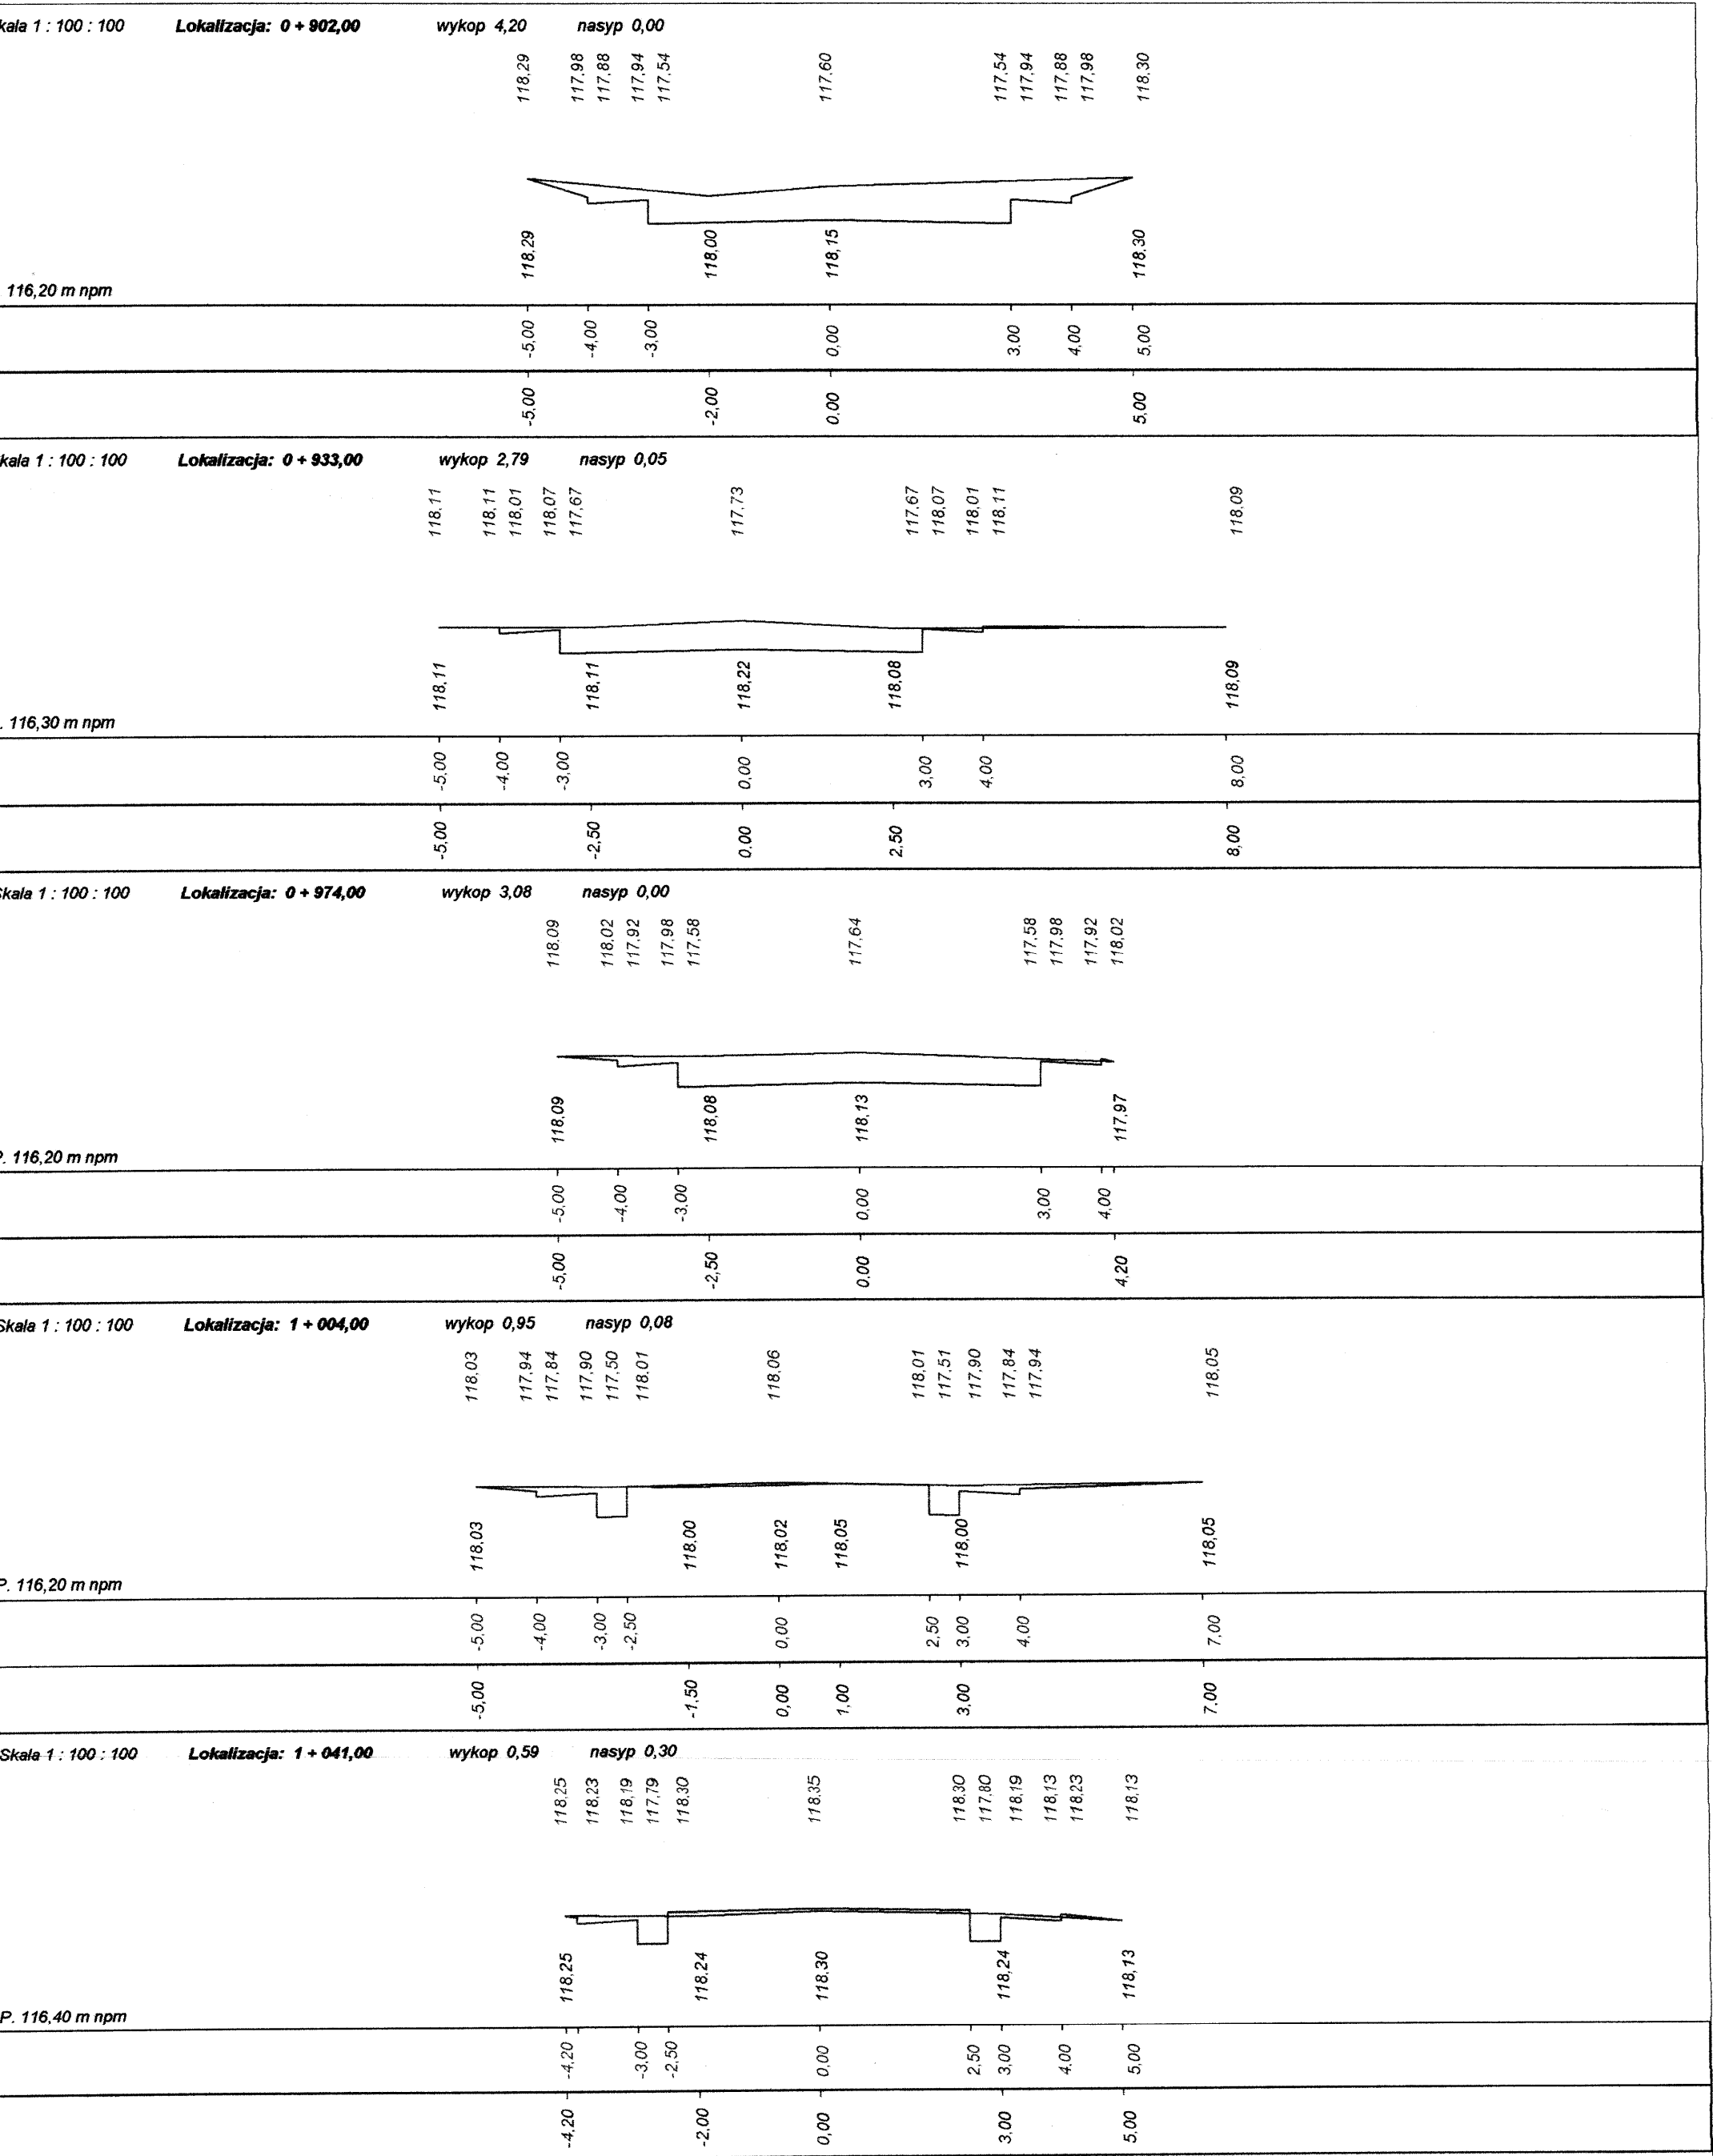 kala 1 : 100 : 100 Lokalizacja: 0 + 902,00 wykop 4,20 nasyp 0,00
118.29 117.98 117.88 117.94 117.54 117.60 117.54 117.94 117.88 117.98 118.30
118.29 118.00 118.15 118.30
116,20 m npm
-5.00 -4.00 -3.00 0.00 3.00 4.00 5.00
-5.00 -2.00 0.00 5.00
kala 1 : 100 : 100 Lokalizacja: 0 + 933,00 wykop 2,79 nasyp 0,05
118.11 118.11 118.01 118.07 117.67 117.73 117.67 118.07 118.01 118.11 118.09
118.11 118.11 118.22 118.08 118.09
. 116,30 m npm
-5.00 -4.00 -3.00 0.00 3.00 4.00 8.00
-5.00 -2.50 0.00 2.50 8.00
Skala 1 : 100 : 100 Lokalizacja: 0 + 974,00 wykop 3,08 nasyp 0,00
118.09 118.02 117.92 117.98 117.58 117.64 117.58 117.98 117.92 118.02
118.09 118.08 118.13 117.97
P. 116,20 m npm
-5.00 -4.00 -3.00 0.00 3.00 4.00
-5.00 -2.50 0.00 4.20
Skala 1 : 100 : 100 Lokalizacja: 1 + 004,00 wykop 0,95 nasyp 0,08
118.03 117.94 117.84 117.90 117.50 118.01 118.06 118.01 117.51 117.90 117.84 117.94 118.05
118.03 118.00 118.02 118.05 118.00 118.05
P. 116,20 m npm
-5.00 -4.00 -3.00 -2.50 0.00 2.50 3.00 4.00 7.00
-5.00 -1.50 0.00 1.00 3.00 7.00
Skala 1 : 100 : 100 Lokalizacja: 1 + 041,00 wykop 0,59 nasyp 0,30
118.25 118.23 118.19 117.79 118.30 118.35 118.30 117.80 118.19 118.13 118.23 118.13
118.25 118.24 118.30 118.24 118.13
P. 116,40 m npm
-4.20 -3.00 -2.50 0.00 2.50 3.00 4.00 5.00
-4.20 -2.00 0.00 3.00 5.00